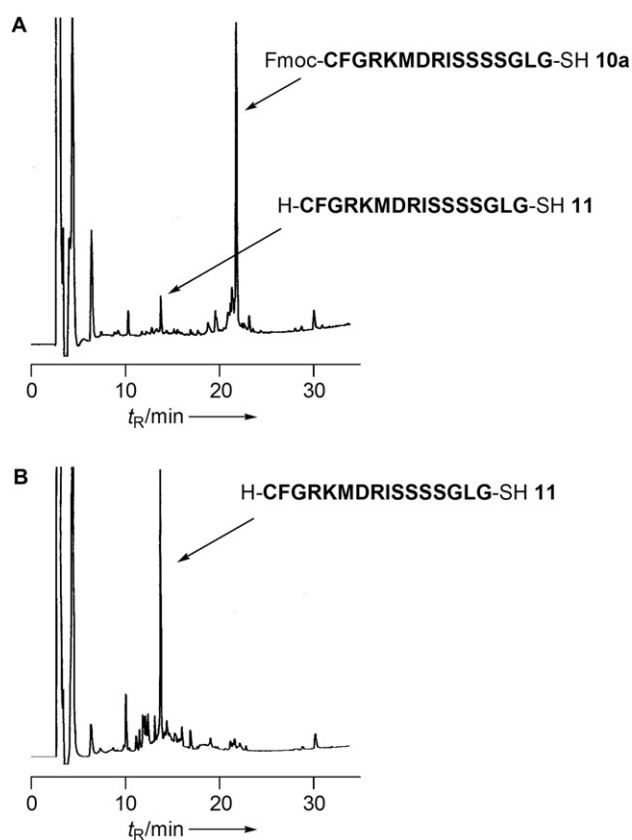 A
Fmoc-CFGRKMDRISSSSGLG-SH 10a
H-CFGRKMDRISSSSGLG-SH 11
0 10 20 30
tR/min
B
H-CFGRKMDRISSSSGLG-SH 11
0 10 20 30
tR/min